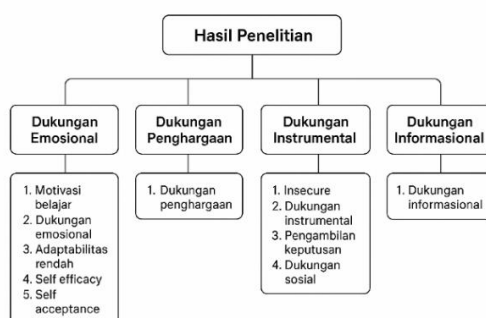 Hasil Penelitian
Dukungan
Emosional
Dukungan
Penghargaan
Dukungan
Instrumental
Dukungan
Informasional
1. Motivasi
belajar
2. Dukungan
emosional
3. Adaptabilitas
rendah
4. Self efficacy
5. Self
acceptance
1. Dukungan
penghargaan
1. Insecure
2. Dukungan
instrumental
3. Pengambilan
keputusan
4. Dukungan
sosial
1. Dukungan
informasional